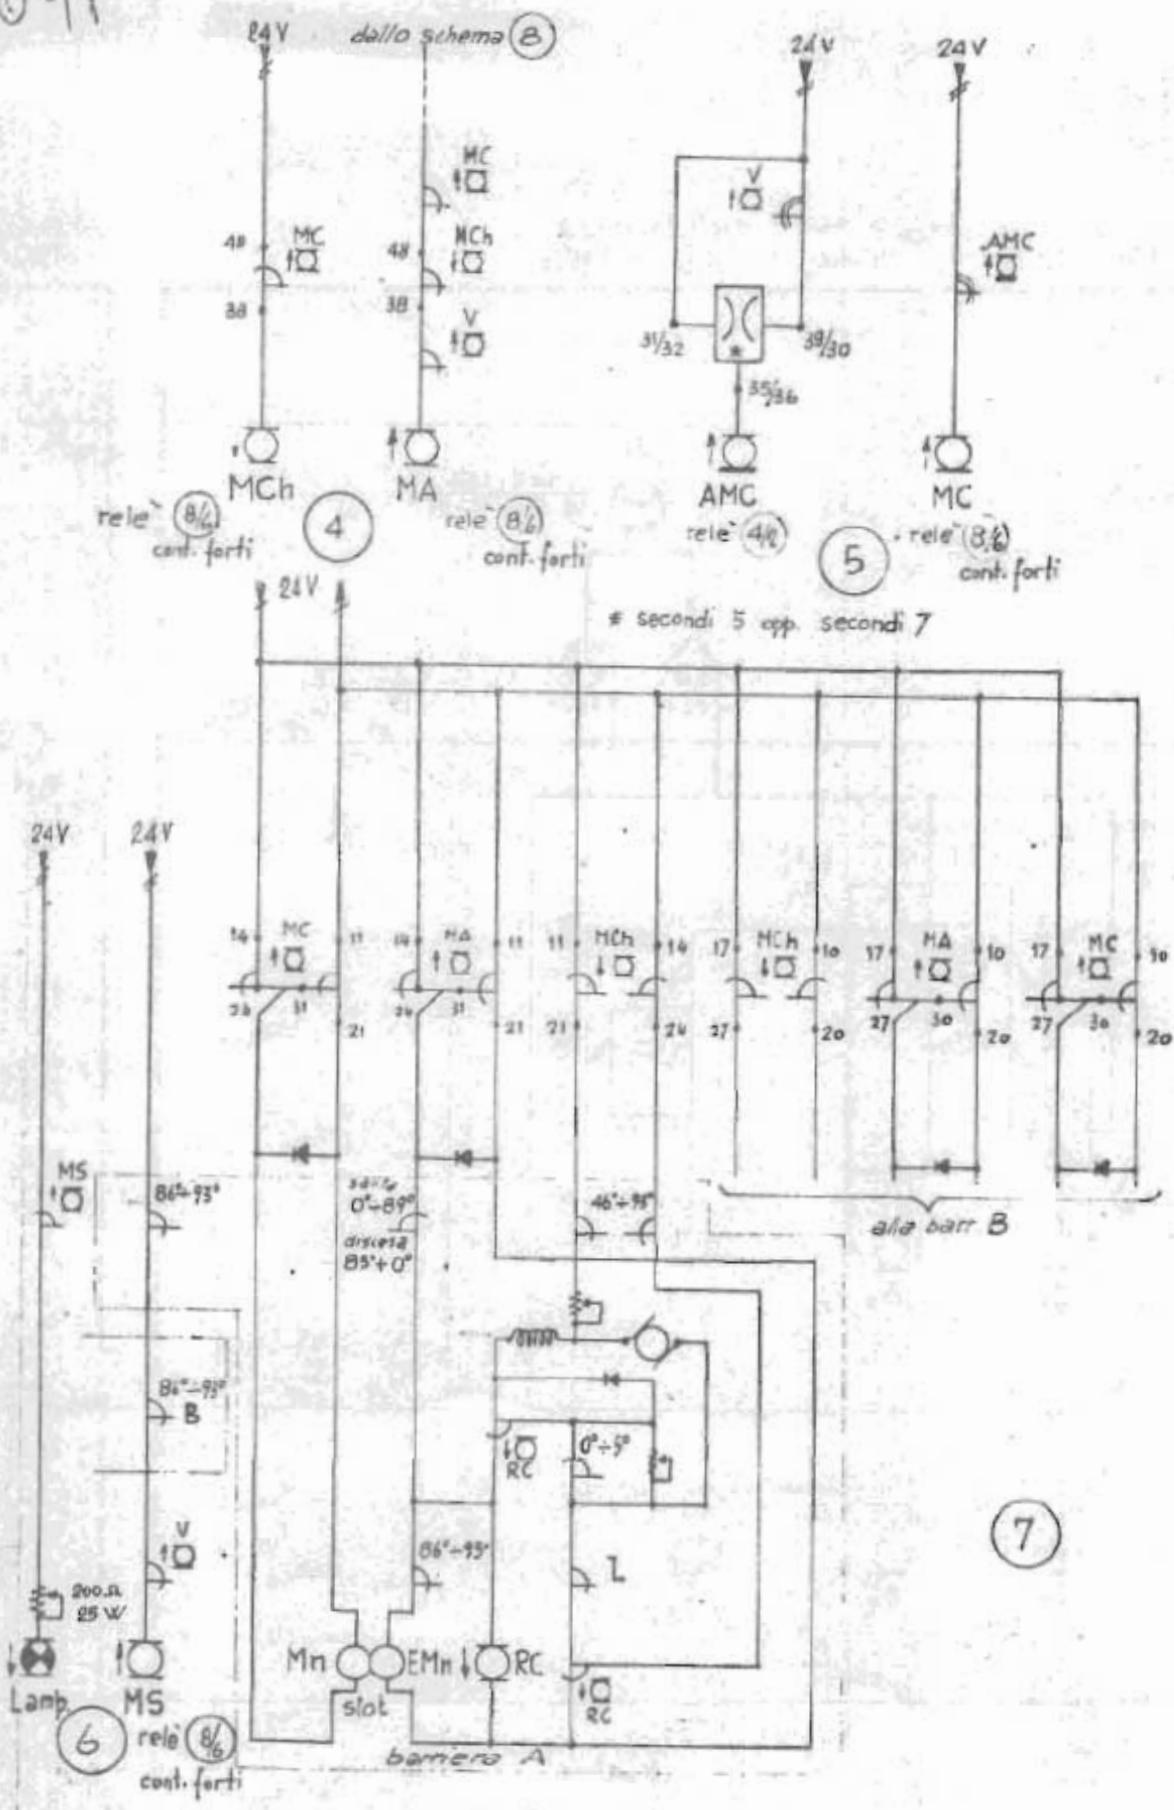 24V
dallo schema 8
24V
24V
MC
V
MCh
AMC
48
MC
48
38
38
V
31/32
39/30
35/36
*
MCh
MA
AMC
MC
relè 8/6
cont. forti
4
relè 8/6
cont. forti
relè 4/2
5
relè 8/6
cont. forti
24V
* secondi 5 opp. secondi 7
24V
24V
14
MC
11
14
MA
11
11
MCh
14
17
MCh
10
17
MA
10
17
MC
10
24
31
21
24
31
21
21
24
27
20
27
30
20
27
30
20
MS
86°÷93°
salita
0°÷89°
discesa
85°÷0°
alla barr B
86°÷93°
B
RC
0°÷5°
7
V
86°÷93°
L
200Ω
25 W
Mn
EMn
RC
Lamp.
MS
slot
RC
6
relè 8/6
cont. forti
barriera A